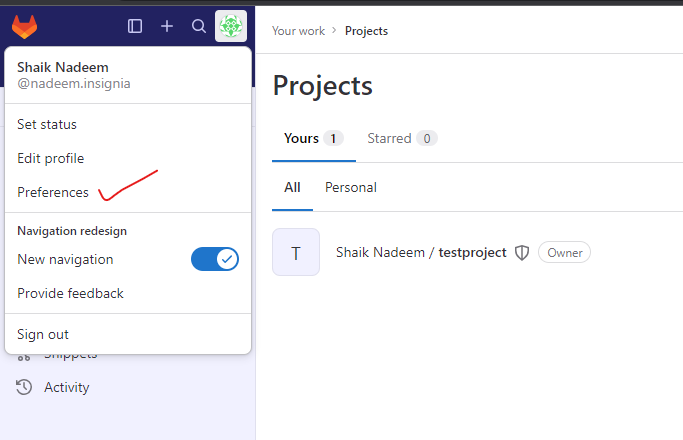 Shaik Nadeem
@nadeem.insignia
Set status
Edit profile
Preferences
Navigation redesign
New navigation
Provide feedback
Sign out
Snippets
Activity
Your work > Projects
Projects
Yours 1 Starred 0
All Personal
T Shaik Nadeem / testproject Owner